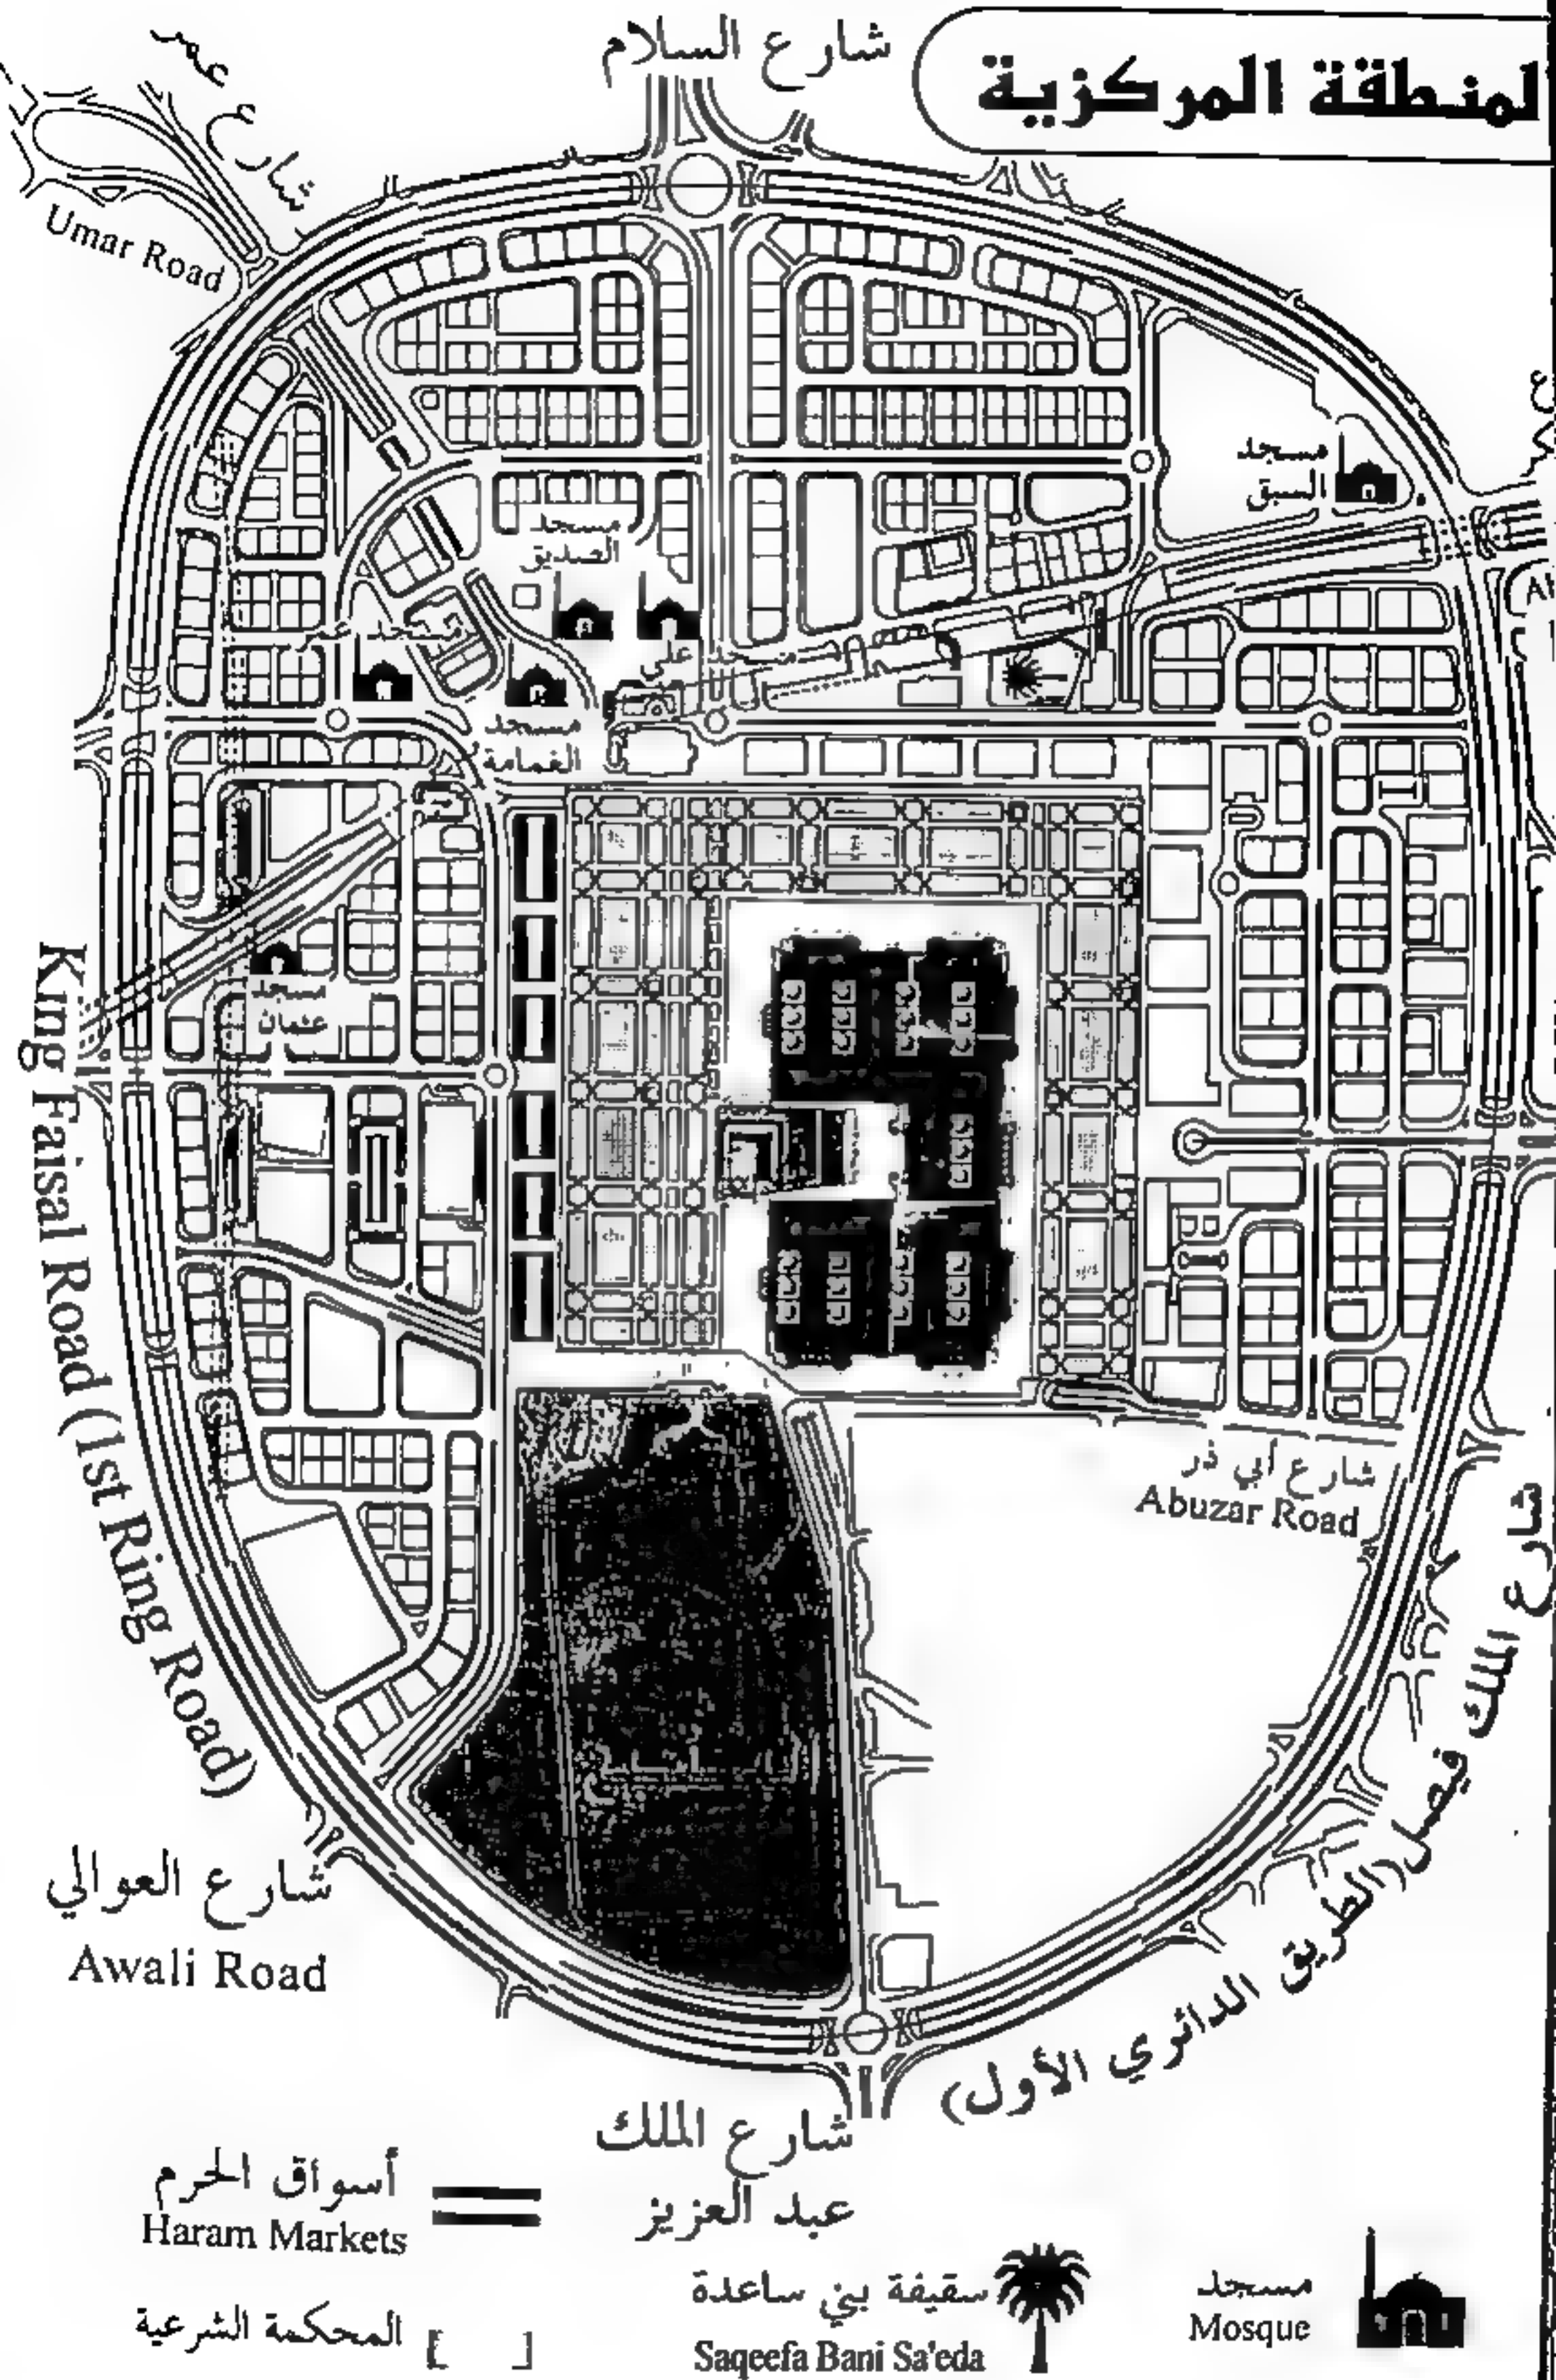 شارع السلام
لمنطقة المركزية
شارع عمر
Umar Road
مسجد
السبق
مسجد
الصديق
مسجد عمر
مسجد علي
مسجد
الغمامة
مسجد
عثمان
King Faisal Road (1st Ring Road)
شارع أبي ذر
Abuzar Road
شارع الملك فيصل (الطريق الدائري الأول)
شارع العوالي
Awali Road
شارع الملك
عبد العزيز
أسواق الحرم
Haram Markets
سقيفة بني ساعدة
Saqeefa Bani Sa'eda
مسجد
Mosque
المحكمة الشرعية
[ ]